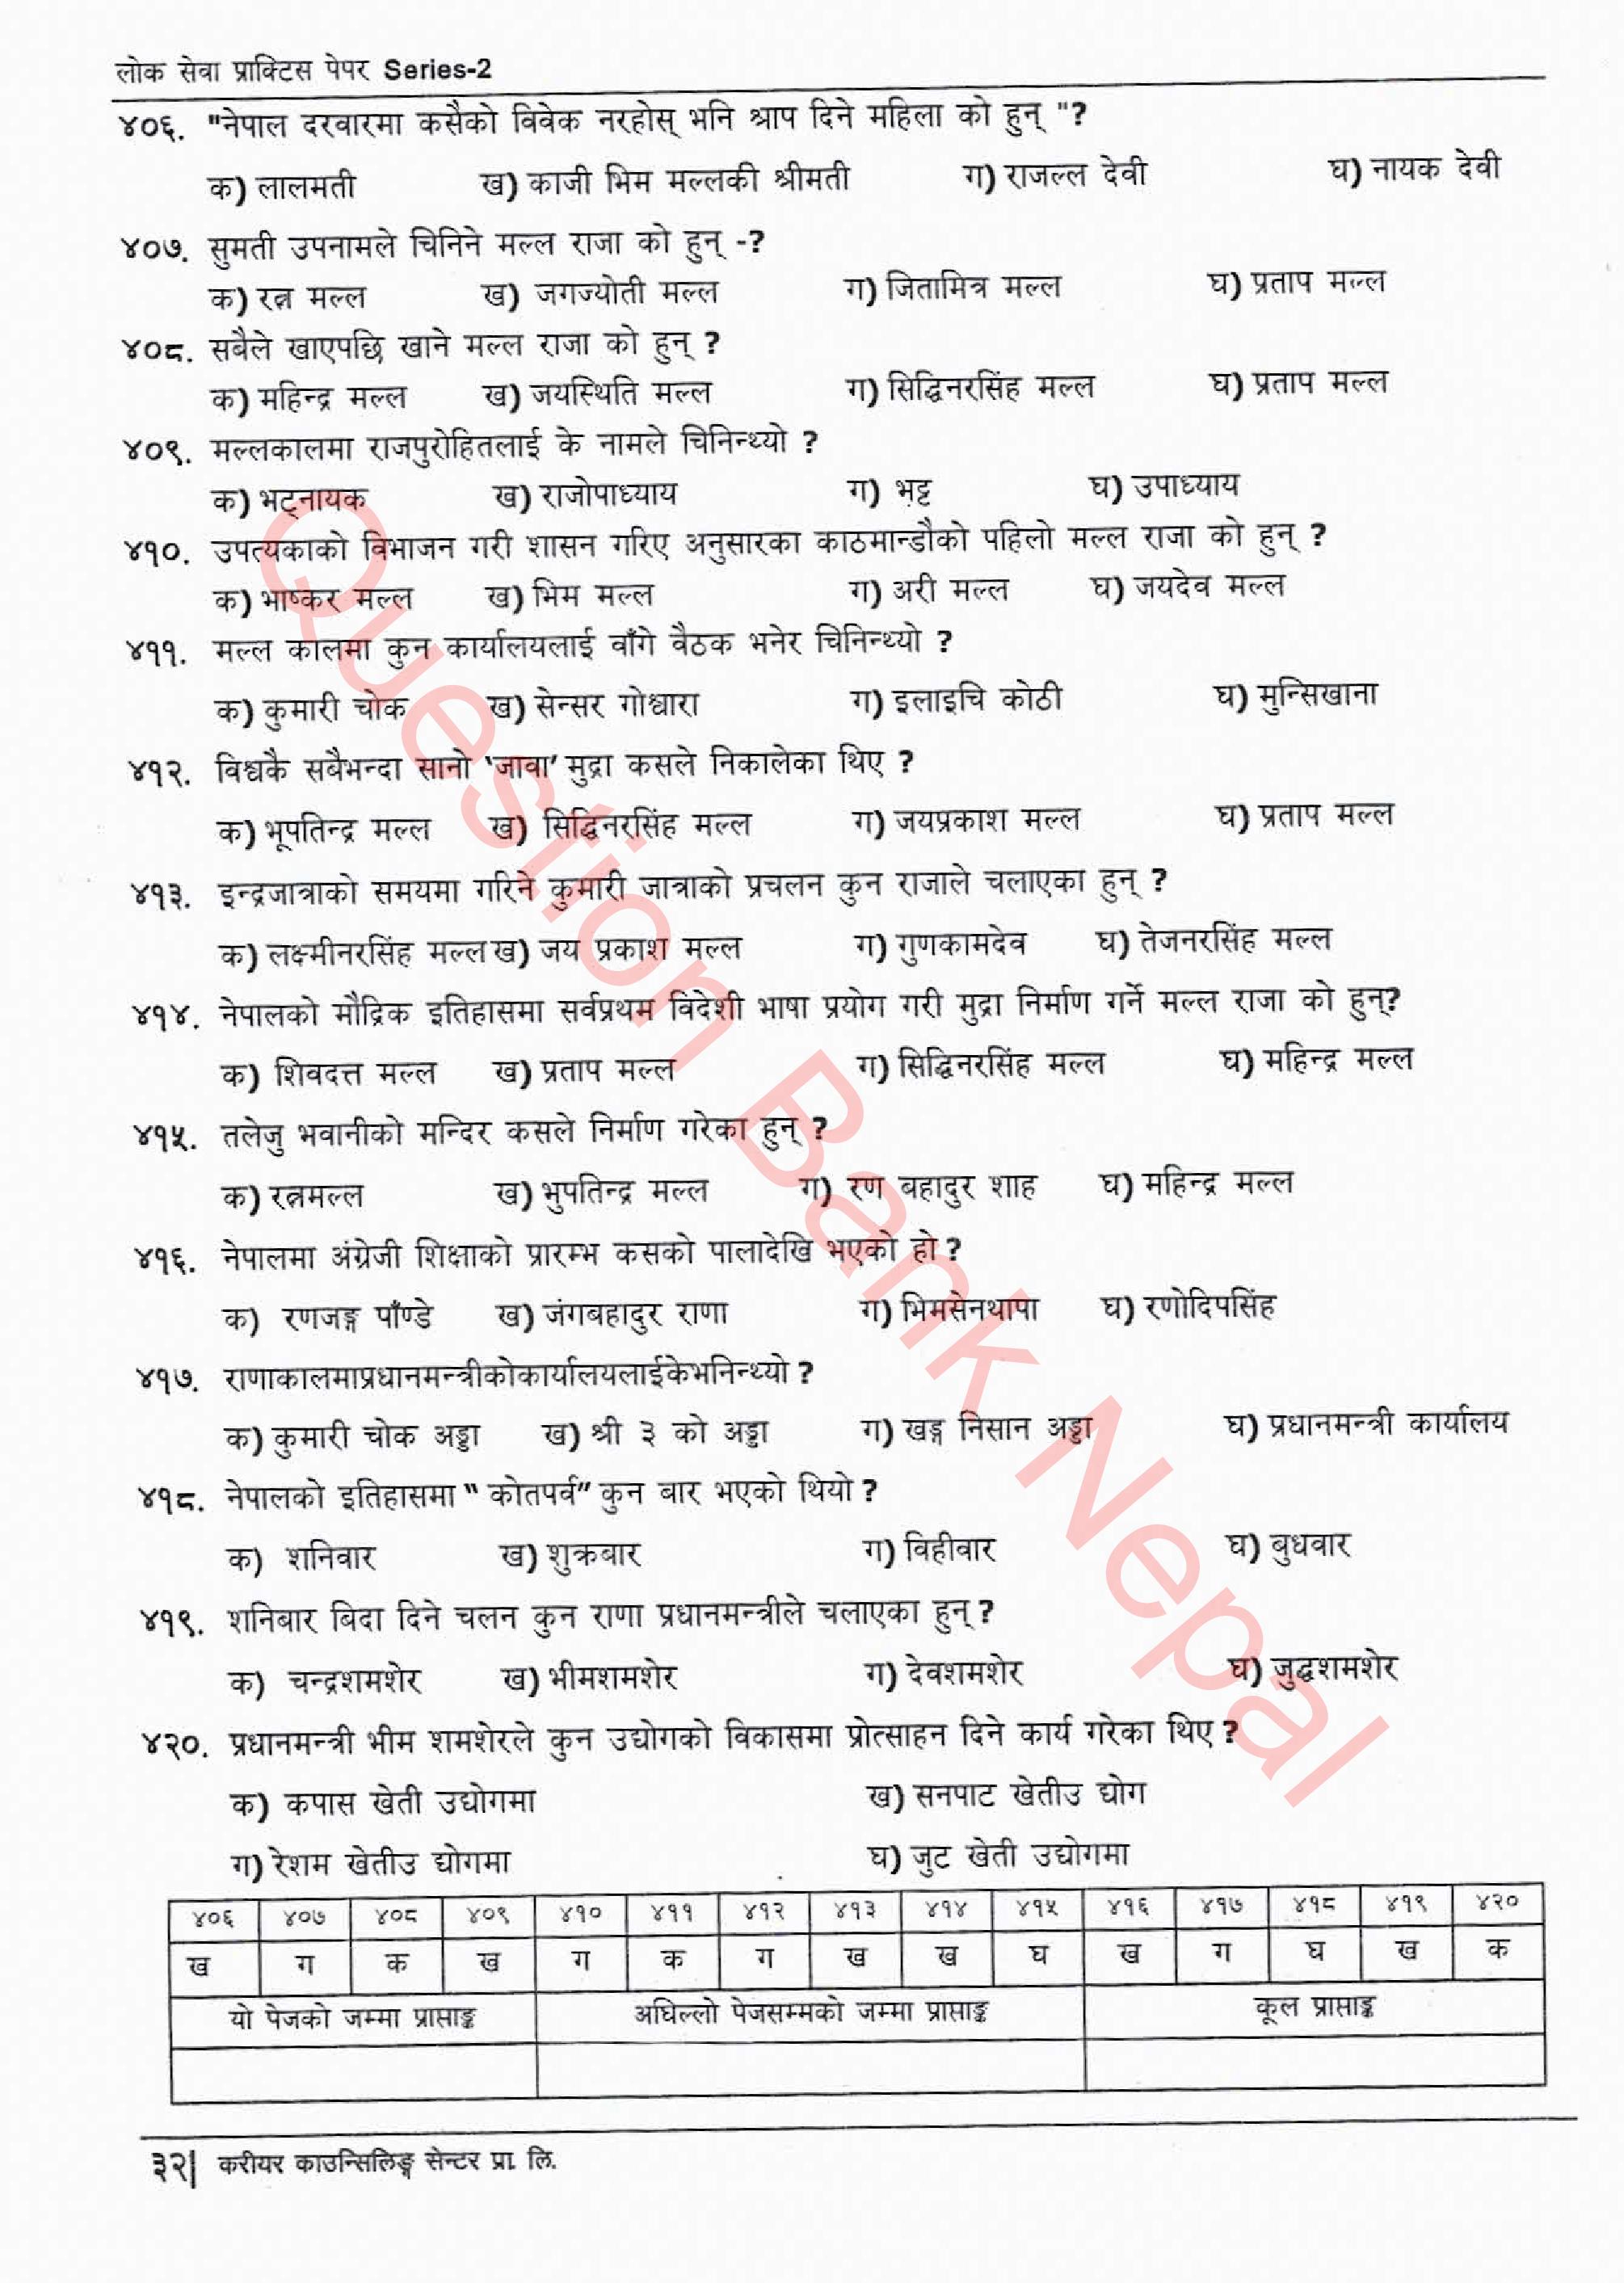 लोक सेवा प्राक्टिस पेपर Series-2
४०६. "नेपाल दरवारमा कसैको विवेक नरहोस् भनि श्राप दिने महिला को हुन् "?
क) लालमती ख) काजी भिम मल्लकी श्रीमती ग) राजल्ल देवी घ) नायक देवी
४०७. सुमती उपनामले चिनिने मल्ल राजा को हुन् -?
क) रत्न मल्ल ख) जगज्योती मल्ल ग) जितामित्र मल्ल घ) प्रताप मल्ल
४०८. सबैले खाएपछि खाने मल्ल राजा को हुन् ?
क) महिन्द्र मल्ल ख) जयस्थिति मल्ल ग) सिद्धिनरसिंह मल्ल घ) प्रताप मल्ल
४०९. मल्लकालमा राजपुरोहितलाई के नामले चिनिन्थ्यो ?
क) भट्नायक ख) राजोपाध्याय ग) भट्ट घ) उपाध्याय
४१०. उपत्यकाको विभाजन गरी शासन गरिए अनुसारका काठमान्डौको पहिलो मल्ल राजा को हुन् ?
क) भाष्कर मल्ल ख) भिम मल्ल ग) अरी मल्ल घ) जयदेव मल्ल
४११. मल्ल कालमा कुन कार्यालयलाई वाँगे वैठक भनेर चिनिन्थ्यो ?
क) कुमारी चोक ख) सेन्सर गोश्वारा ग) इलाइचि कोठी घ) मुन्सिखाना
४१२. विश्वकै सबैभन्दा सानो 'जावा' मुद्रा कसले निकालेका थिए ?
क) भूपतिन्द्र मल्ल ख) सिद्धिनरसिंह मल्ल ग) जयप्रकाश मल्ल घ) प्रताप मल्ल
४१३. इन्द्रजात्राको समयमा गरिने कुमारी जात्राको प्रचलन कुन राजाले चलाएका हुन् ?
क) लक्ष्मीनरसिंह मल्ल ख) जय प्रकाश मल्ल ग) गुणकामदेव घ) तेजनरसिंह मल्ल
४१४. नेपालको मौद्रिक इतिहासमा सर्वप्रथम विदेशी भाषा प्रयोग गरी मुद्रा निर्माण गर्ने मल्ल राजा को हुन्?
क) शिवदत्त मल्ल ख) प्रताप मल्ल ग) सिद्धिनरसिंह मल्ल घ) महिन्द्र मल्ल
४१५. तलेजु भवानीको मन्दिर कसले निर्माण गरेका हुन् ?
क) रत्नमल्ल ख) भुपतिन्द्र मल्ल ग) रण बहादुर शाह घ) महिन्द्र मल्ल
४१६. नेपालमा अंग्रेजी शिक्षाको प्रारम्भ कसको पालादेखि भएको हो ?
क) रणजङ्ग पाँण्डे ख) जंगबहादुर राणा ग) भिमसेनथापा घ) रणोदिपसिंह
४१७. राणाकालमाप्रधानमन्त्रीकोकार्यालयलाईकेभनिन्थ्यो ?
क) कुमारी चोक अड्डा ख) श्री ३ को अड्डा ग) खड्ग निसान अड्डा घ) प्रधानमन्त्री कार्यालय
४१८. नेपालको इतिहासमा " कोतपर्व" कुन बार भएको थियो ?
क) शनिवार ख) शुक्रबार ग) विहीवार घ) बुधवार
४१९. शनिबार बिदा दिने चलन कुन राणा प्रधानमन्त्रीले चलाएका हुन् ?
क) चन्द्रशमशेर ख) भीमशमशेर ग) देवशमशेर घ) जुद्धशमशेर
४२०. प्रधानमन्त्री भीम शमशेरले कुन उद्योगको विकासमा प्रोत्साहन दिने कार्य गरेका थिए ?
क) कपास खेती उद्योगमा ख) सनपाट खेतीउ द्योग
ग) रेशम खेतीउ द्योगमा घ) जुट खेती उद्योगमा
४०६ ४०७ ४०८ ४०९ ४१० ४११ ४१२ ४१३ ४१४ ४१५ ४१६ ४१७ ४१८ ४१९ ४२०
ख ग क ख ग क ग ख ख घ ख ग घ ख क
यो पेजको जम्मा प्राप्ताङ्क अघिल्लो पेजसम्मको जम्मा प्राप्ताङ्क कूल प्राप्ताङ्क
३२| करीयर काउन्सिलिङ्ग सेन्टर प्रा. लि.
Question Bank Nepal